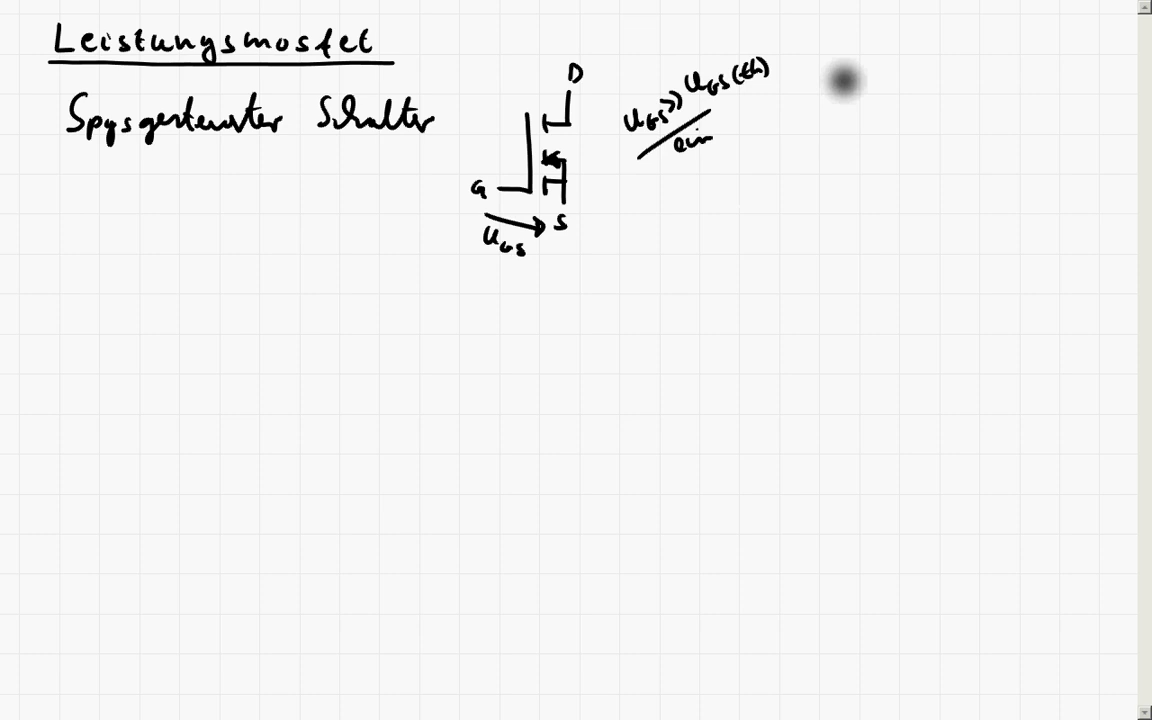 Leistungsmosfet
Spgsgesteuerter Schalter
D
G
S
U_GS
U_GS >> U_GS(th)
ein